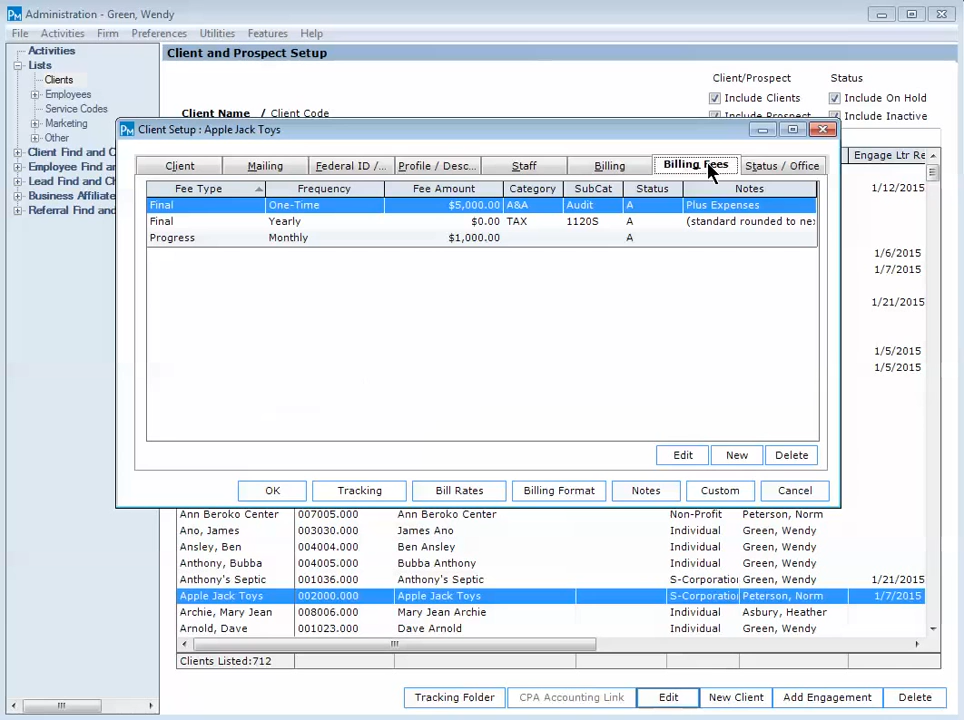 PM Administration - Green, Wendy
File Activities Firm Preferences Utilities Features Help
Activities
Lists
Clients
Employees
Service Codes
Marketing
Other
Client Find and C
Employee Find an
Lead Find and C
Business Affiliate
Referral Find and
Client and Prospect Setup
Client/Prospect Status
Include Clients Include On Hold
Client Name / Client Code Include Prospect Include Inactive
Engage Ltr Re
1/12/2015
1/6/2015
1/7/2015
1/21/2015
1/5/2015
1/5/2015
PM Client Setup : Apple Jack Toys
Client Mailing Federal ID /... Profile / Desc... Staff Billing Billing Fees Status / Office
Fee Type Frequency Fee Amount Category SubCat Status Notes
Final One-Time $5,000.00 A&A Audit A Plus Expenses
Final Yearly $0.00 TAX 1120S A (standard rounded to ne
Progress Monthly $1,000.00 A
Edit New Delete
OK Tracking Bill Rates Billing Format Notes Custom Cancel
Ann Beroko Center 007005.000 Ann Beroko Center Non-Profit Peterson, Norm
Ano, James 003030.000 James Ano Individual Green, Wendy
Ansley, Ben 004004.000 Ben Ansley Individual Green, Wendy
Anthony, Bubba 004064.000 Bubba Anthony Individual Green, Wendy
Anthony's Septic 001036.000 Anthony's Septic S-Corporatio Green, Wendy 1/21/2015
Apple Jack Toys 002000.000 Apple Jack Toys S-Corporatio Peterson, Norm 1/7/2015
Archie, Mary Jean 008006.000 Mary Jean Archie Individual Asbury, Heather
Arnold, Dave 001023.000 Dave Arnold Individual Green, Wendy
Clients Listed:712
Tracking Folder CPA Accounting Link Edit New Client Add Engagement Delete